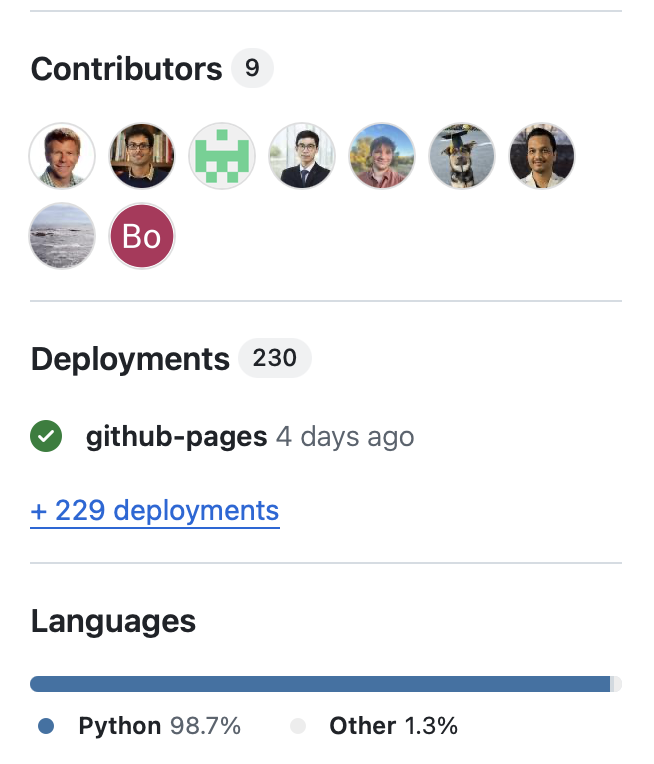 Contributors 9
Bo
Deployments 230
github-pages 4 days ago
+ 229 deployments
Languages
Python 98.7% Other 1.3%